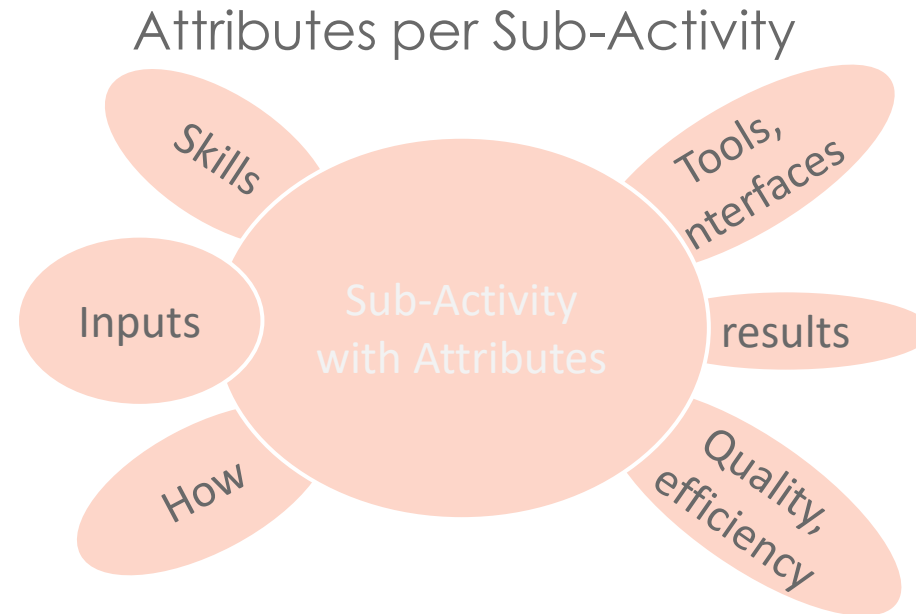 Attributes per Sub-Activity
Skills
Tools,
nterfaces
Inputs
Sub-Activity
with Attributes
results
How
Quality,
efficiency